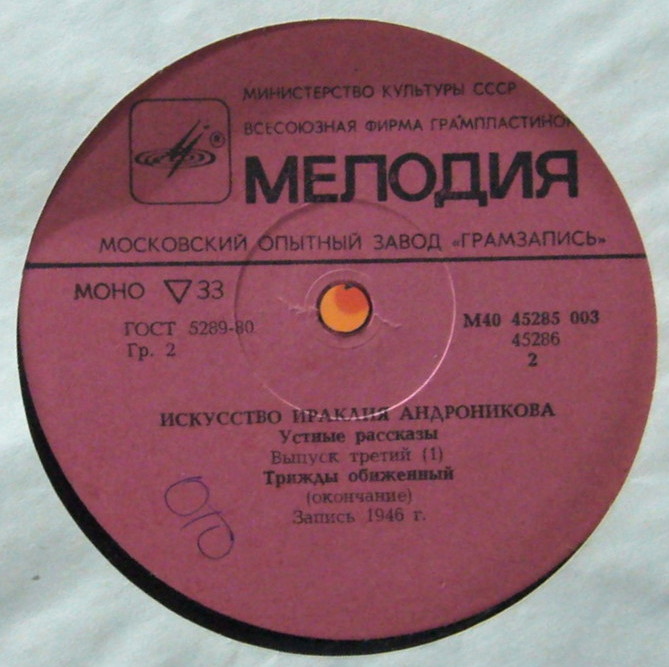 МИНИСТЕРСТВО КУЛЬТУРЫ СССР
ВСЕСОЮЗНАЯ ФИРМА ГРАМПЛАСТИНОК
®
МЕЛОДИЯ
МОСКОВСКИЙ ОПЫТНЫЙ ЗАВОД «ГРАМЗАПИСЬ»
МОНО ▽ 33
ГОСТ 5289-80
Гр. 2
М40 45285 003
45286
2
ИСКУССТВО ИРАКЛИЯ АНДРОНИКОВА
Устные рассказы
Выпуск третий (1)
Трижды обиженный
(окончание)
Запись 1946 г.